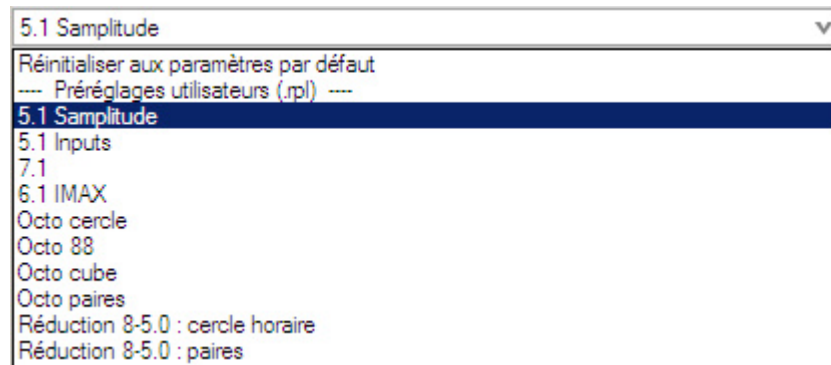 5.1 Samplitude
Réinitialiser aux paramètres par défaut
---- Préréglages utilisateurs (.rpl) ----
5.1 Samplitude
5.1 Inputs
7.1
6.1 IMAX
Octo cercle
Octo 88
Octo cube
Octo paires
Réduction 8-5.0 : cercle horaire
Réduction 8-5.0 : paires